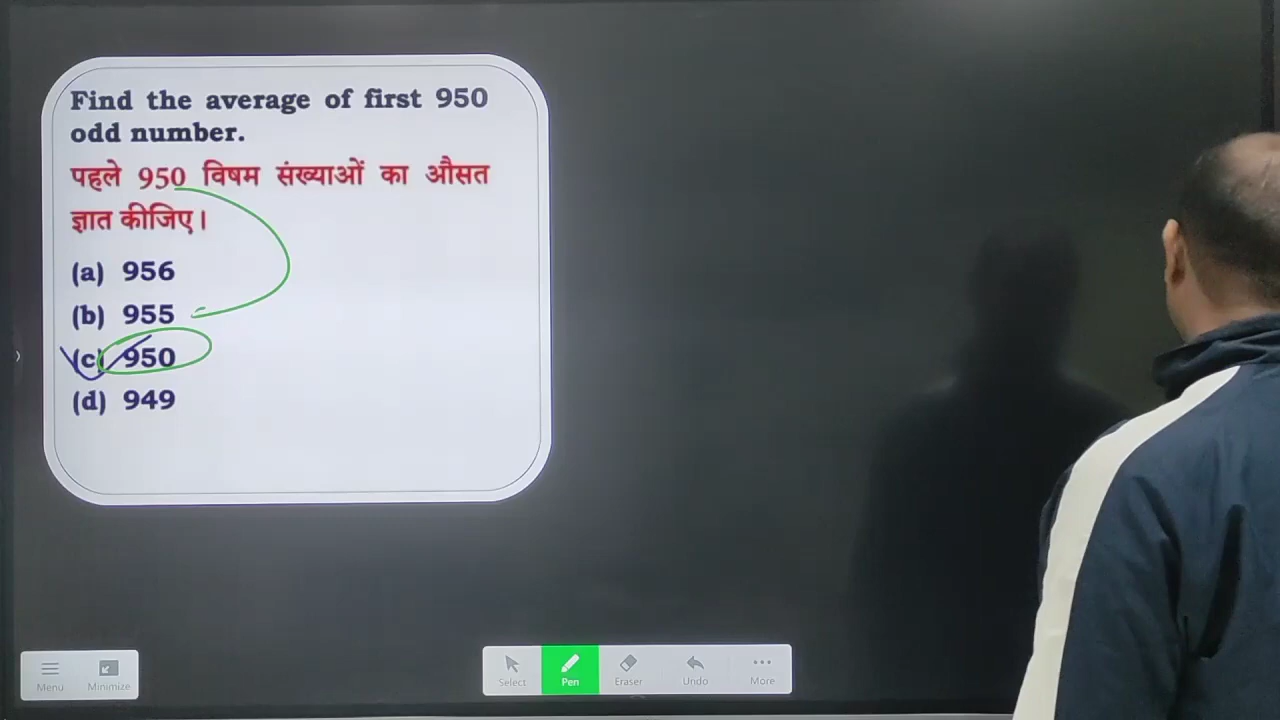 Find the average of first 950
odd number.
पहले 950 विषम संख्याओं का औसत
ज्ञात कीजिए।
(a) 956
(b) 955
(c) 950
(d) 949
Menu
Minimize
Select
Pen
Eraser
Undo
More